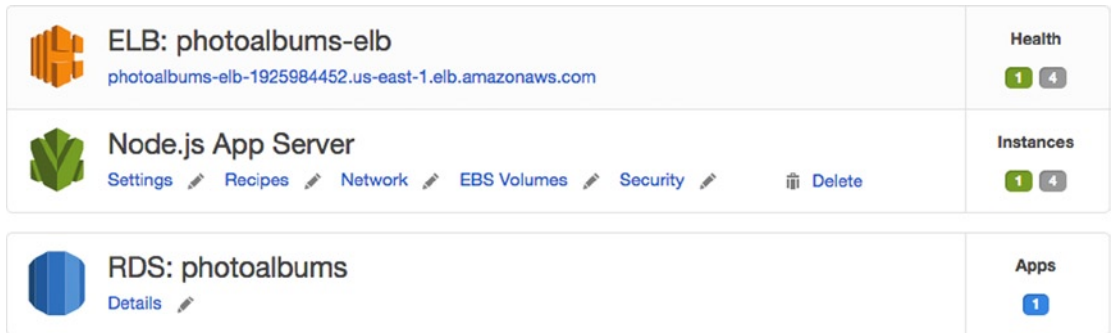 ELB: photoalbums-elb
Health
photoalbums-elb-1925984452.us-east-1.elb.amazonaws.com
1 4
Node.js App Server
Instances
Settings Recipes Network EBS Volumes Security Delete
1 4
RDS: photoalbums
Apps
Details
1